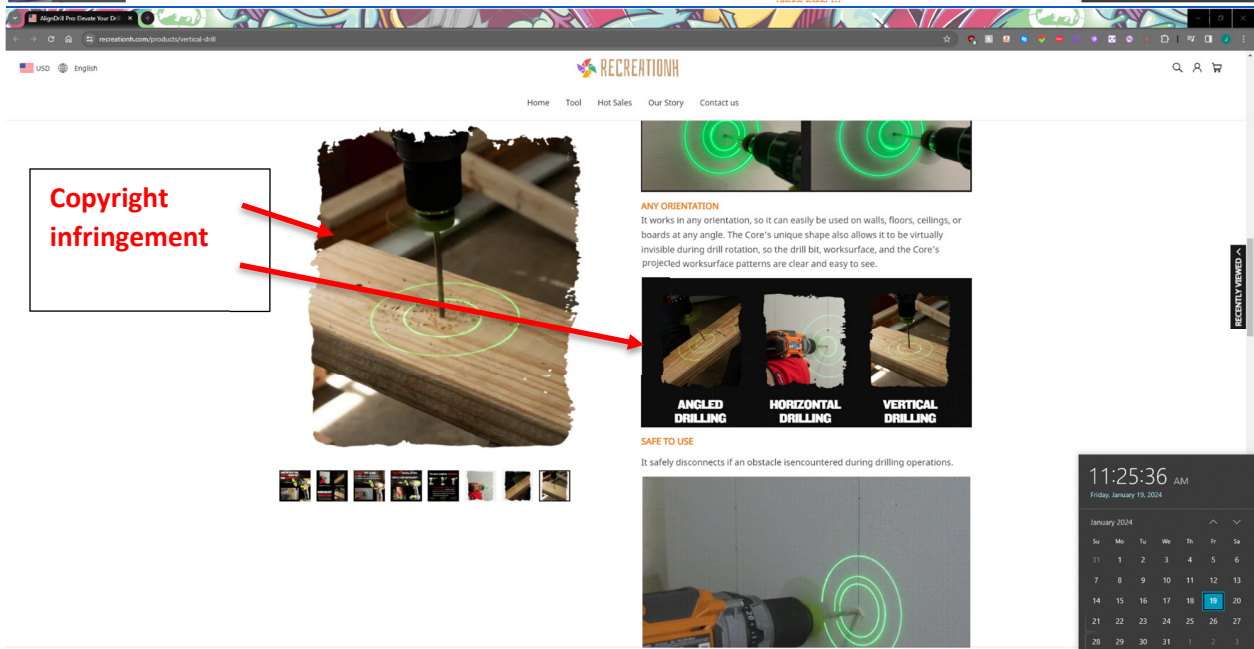 AlignDrill Pro: Elevate Your Dri
recreationh.com/products/vertical-drill
USD English
RECREATIONH
Home Tool Hot Sales Our Story Contact us
Copyright
infringement
ANY ORIENTATION
It works in any orientation, so it can easily be used on walls, floors, ceilings, or
boards at any angle. The Core's unique shape also allows it to be virtually
invisible during drill rotation, so the drill bit, worksurface, and the Core's
projected worksurface patterns are clear and easy to see.
ANGLED
DRILLING
HORIZONTAL
DRILLING
VERTICAL
DRILLING
SAFE TO USE
It safely disconnects if an obstacle isencountered during drilling operations.
RECENTLY VIEWED
11:25:36 AM
Friday, January 19, 2024
January 2024
Su Mo Tu We Th Fr Sa
31 1 2 3 4 5 6
7 8 9 10 11 12 13
14 15 16 17 18 19 20
21 22 23 24 25 26 27
28 29 30 31 1 2 3